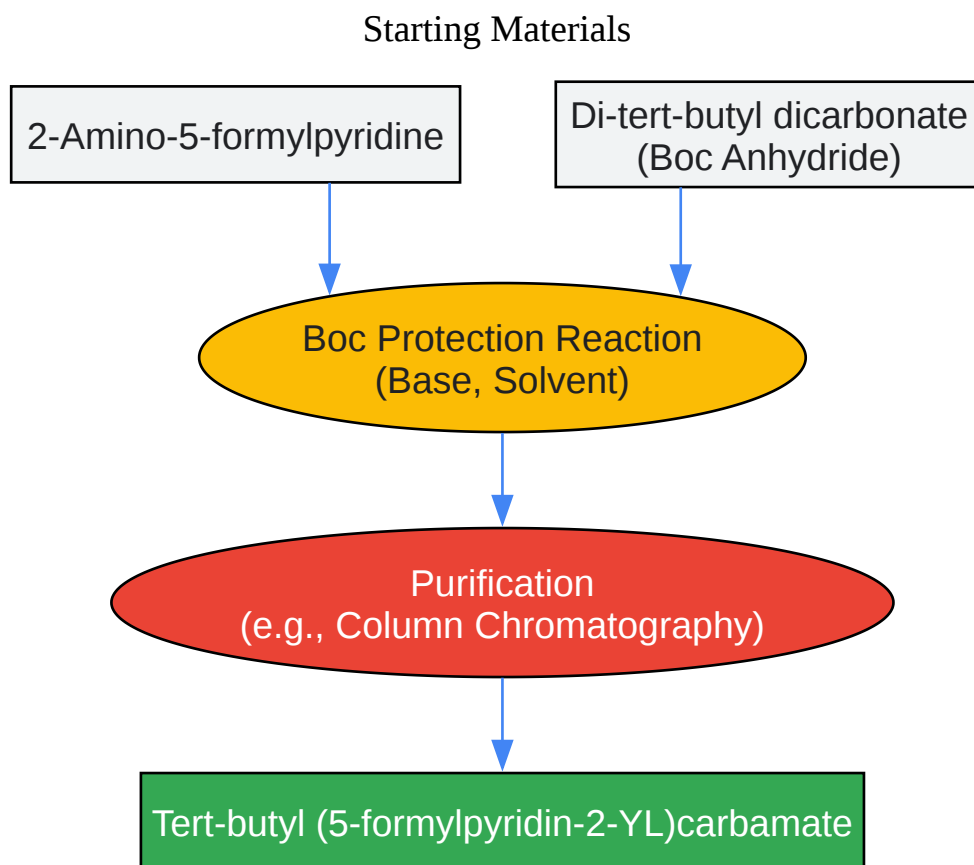 Starting Materials
2-Amino-5-formylpyridine
Di-tert-butyl dicarbonate
(Boc Anhydride)
Boc Protection Reaction
(Base, Solvent)
Purification
(e.g., Column Chromatography)
Tert-butyl (5-formylpyridin-2-YL)carbamate